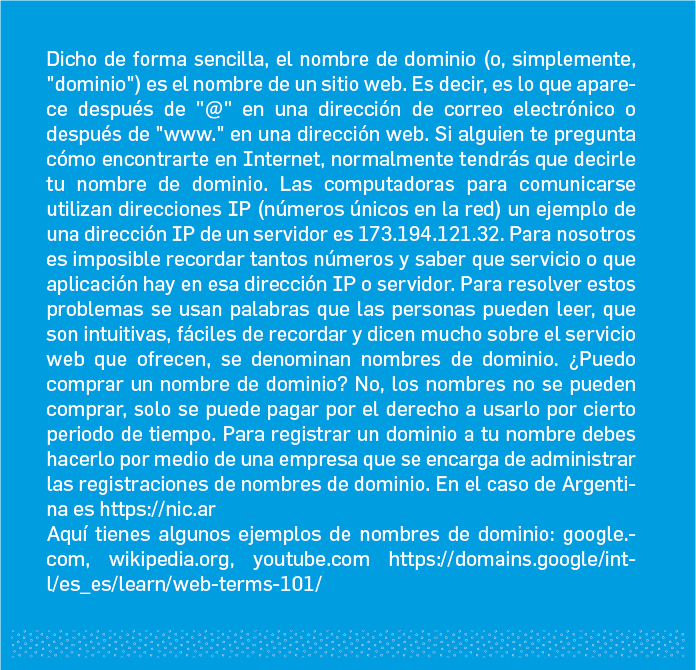 Dicho de forma sencilla, el nombre de dominio (o, simplemente,
"dominio") es el nombre de un sitio web. Es decir, es lo que apare-
ce después de "@" en una dirección de correo electrónico o
después de "www." en una dirección web. Si alguien te pregunta
cómo encontrarte en Internet, normalmente tendrás que decirle
tu nombre de dominio. Las computadoras para comunicarse
utilizan direcciones IP (números únicos en la red) un ejemplo de
una dirección IP de un servidor es 173.194.121.32. Para nosotros
es imposible recordar tantos números y saber que servicio o que
aplicación hay en esa dirección IP o servidor. Para resolver estos
problemas se usan palabras que las personas pueden leer, que
son intuitivas, fáciles de recordar y dicen mucho sobre el servicio
web que ofrecen, se denominan nombres de dominio. ¿Puedo
comprar un nombre de dominio? No, los nombres no se pueden
comprar, solo se puede pagar por el derecho a usarlo por cierto
periodo de tiempo. Para registrar un dominio a tu nombre debes
hacerlo por medio de una empresa que se encarga de administrar
las registraciones de nombres de dominio. En el caso de Argenti-
na es https://nic.ar
Aquí tienes algunos ejemplos de nombres de dominio: google.-
com, wikipedia.org, youtube.com https://domains.google/int-
l/es_es/learn/web-terms-101/